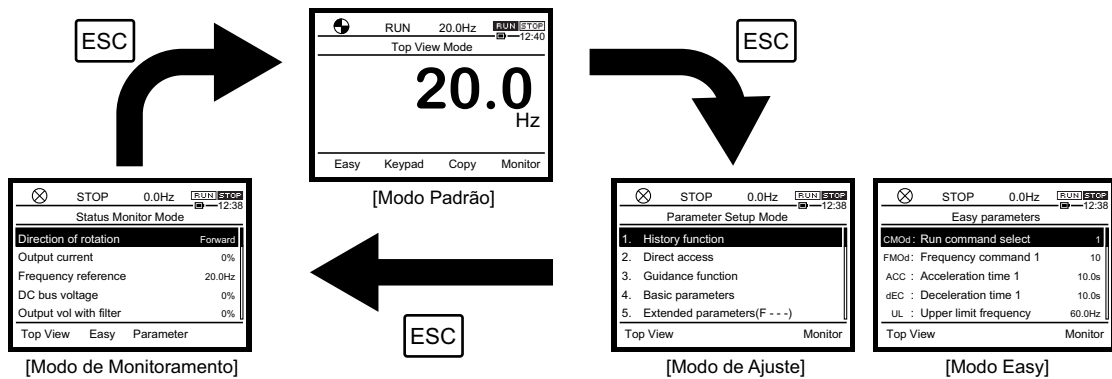 ESC
RUN 20.0Hz RUN STOP
12:40
Top View Mode
20.0
Hz
Easy Keypad Copy Monitor
[Modo Padrão]
ESC
STOP 0.0Hz RUN STOP
12:38
Status Monitor Mode
Direction of rotation Forward
Output current 0%
Frequency reference 20.0Hz
DC bus voltage 0%
Output vol with filter 0%
Top View Easy Parameter
[Modo de Monitoramento]
ESC
STOP 0.0Hz RUN STOP
12:38
Parameter Setup Mode
1. History function
2. Direct access
3. Guidance function
4. Basic parameters
5. Extended parameters(F - - -)
Top View Monitor
[Modo de Ajuste]
STOP 0.0Hz RUN STOP
12:38
Easy parameters
CMOd : Run command select 1
FMOd : Frequency command 1 10
ACC : Acceleration time 1 10.0s
dEC : Deceleration time 1 10.0s
UL : Upper limit frequency 60.0Hz
Top View Monitor
[Modo Easy]